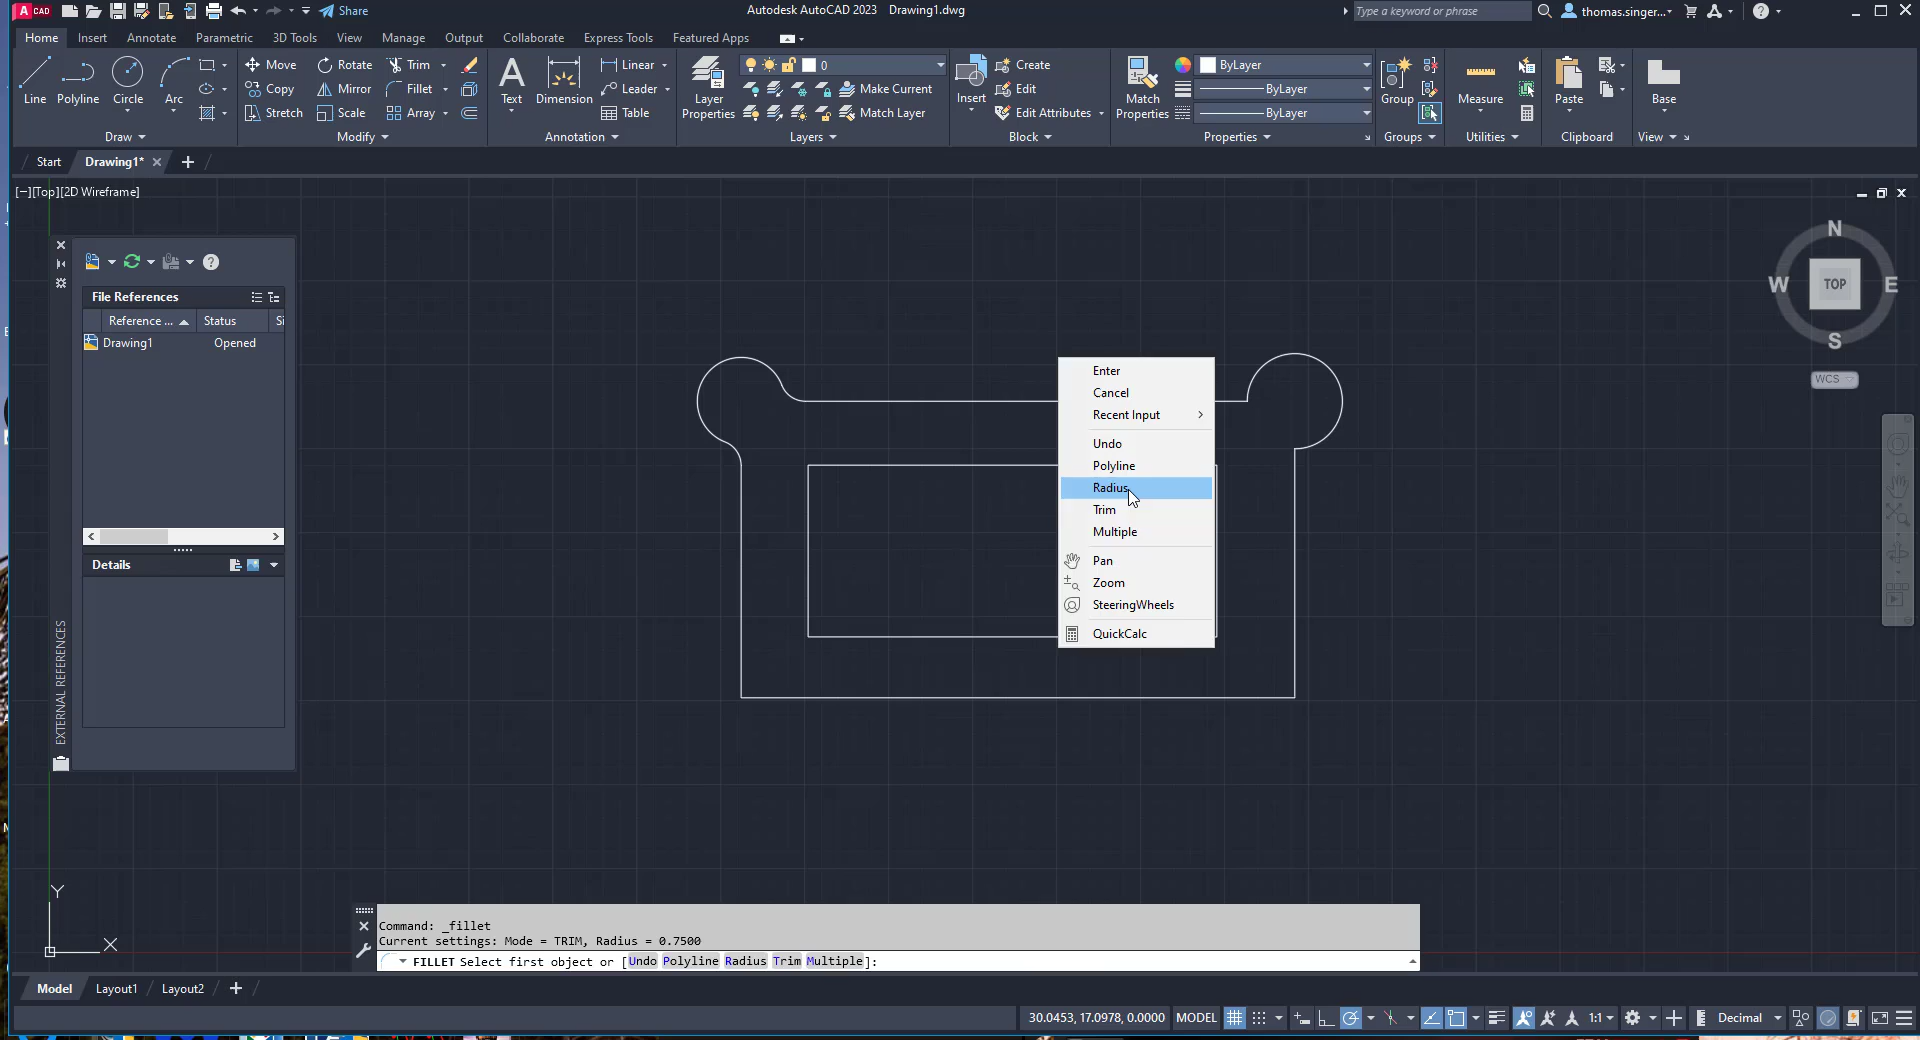 A CAD
Share
Autodesk AutoCAD 2023 Drawing1.dwg
Type a keyword or phrase
thomas.singer...
Home Insert Annotate Parametric 3D Tools View Manage Output Collaborate Express Tools Featured Apps
Line Polyline Circle Arc
Move Rotate Trim
Copy Mirror Fillet
Stretch Scale Array
Text Dimension
Linear
Leader
Table
Layer
Properties
0
Make Current
Match Layer
Insert
Create
Edit
Edit Attributes
Match
Properties
ByLayer
ByLayer
ByLayer
Group
Measure
Paste
Base
Draw Modify Annotation Layers Block Properties Groups Utilities Clipboard View
Start Drawing1*
[−][Top][2D Wireframe]
File References
Reference ... Status Si
Drawing1 Opened
Details
EXTERNAL REFERENCES
Enter
Cancel
Recent Input
Undo
Polyline
Radius
Trim
Multiple
Pan
Zoom
SteeringWheels
QuickCalc
N
W TOP E
S
WCS
Y
X
Command: _fillet
Current settings: Mode = TRIM, Radius = 0.7500
FILLET Select first object or [Undo Polyline Radius Trim Multiple]:
Model Layout1 Layout2
30.0453, 17.0978, 0.0000 MODEL 1:1 Decimal